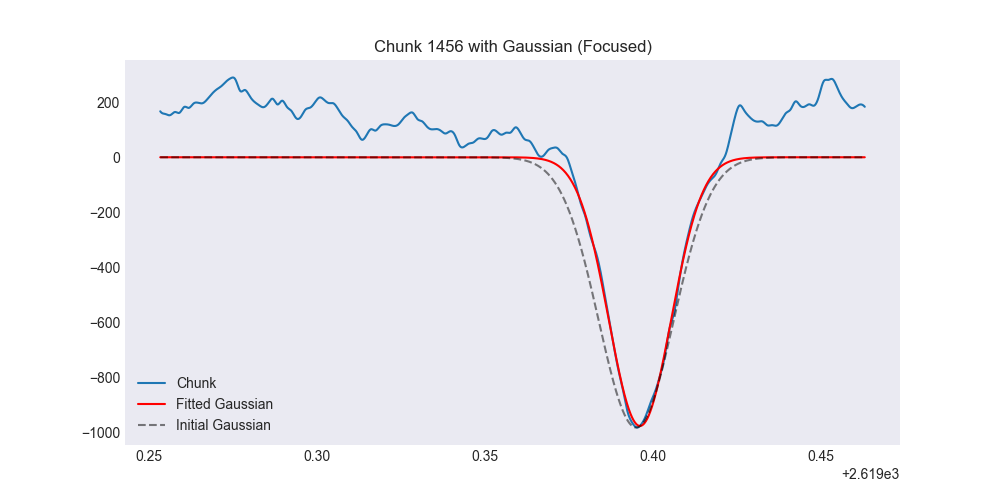 Chunk 1456 with Gaussian (Focused)
200
0
−200
−400
−600
−800
−1000
Chunk
Fitted Gaussian
Initial Gaussian
0.25 0.30 0.35 0.40 0.45
+2.619e3